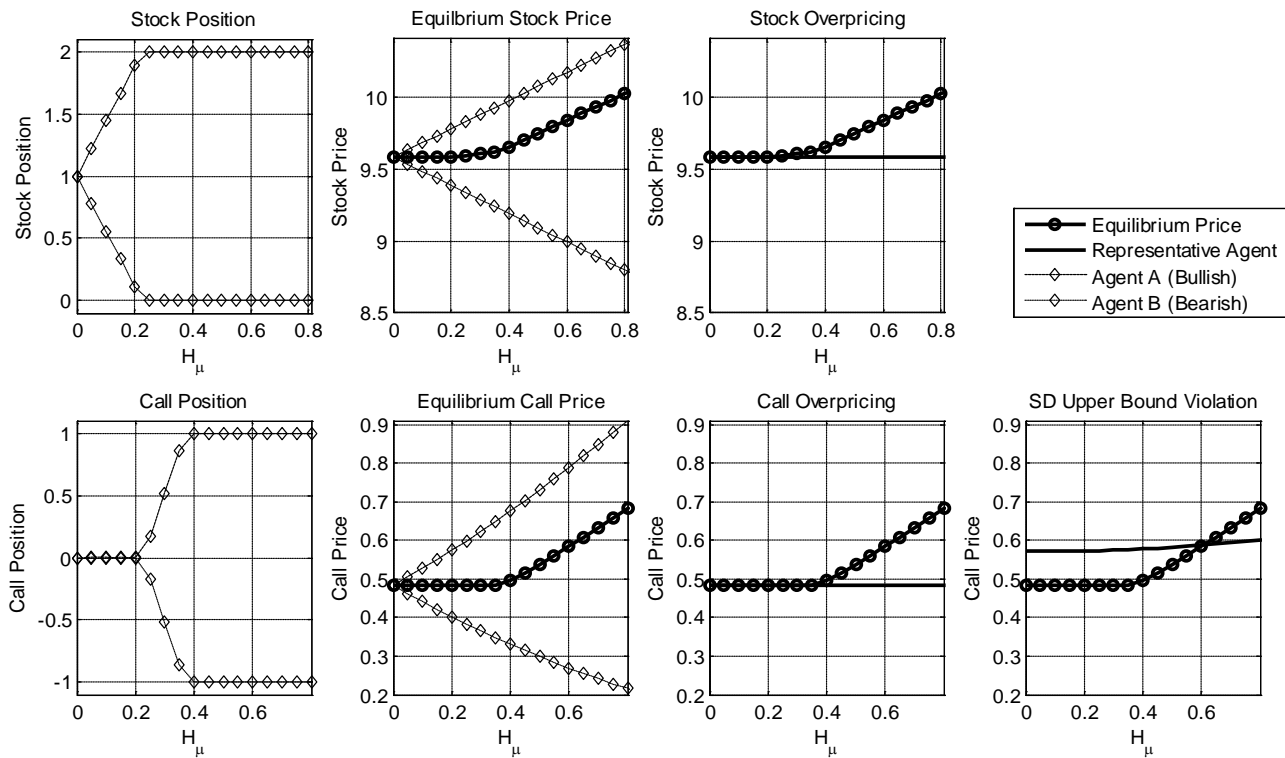 Stock Position
Stock Position
2
1.5
1
0.5
0
0 0.2 0.4 0.6 0.8
H_μ
Equilbrium Stock Price
Stock Price
10
9.5
9
8.5
0 0.2 0.4 0.6 0.8
H_μ
Stock Overpricing
Stock Price
10
9.5
9
8.5
0 0.2 0.4 0.6 0.8
H_μ
Equilibrium Price
Representative Agent
Agent A (Bullish)
Agent B (Bearish)
Call Position
Call Position
1
0.5
0
-0.5
-1
0 0.2 0.4 0.6
H_μ
Equilibrium Call Price
Call Price
0.9
0.8
0.7
0.6
0.5
0.4
0.3
0.2
0 0.2 0.4 0.6
H_μ
Call Overpricing
Call Price
0.9
0.8
0.7
0.6
0.5
0.4
0.3
0.2
0 0.2 0.4 0.6
H_μ
SD Upper Bound Violation
Call Price
0.9
0.8
0.7
0.6
0.5
0.4
0.3
0.2
0 0.2 0.4 0.6
H_μ